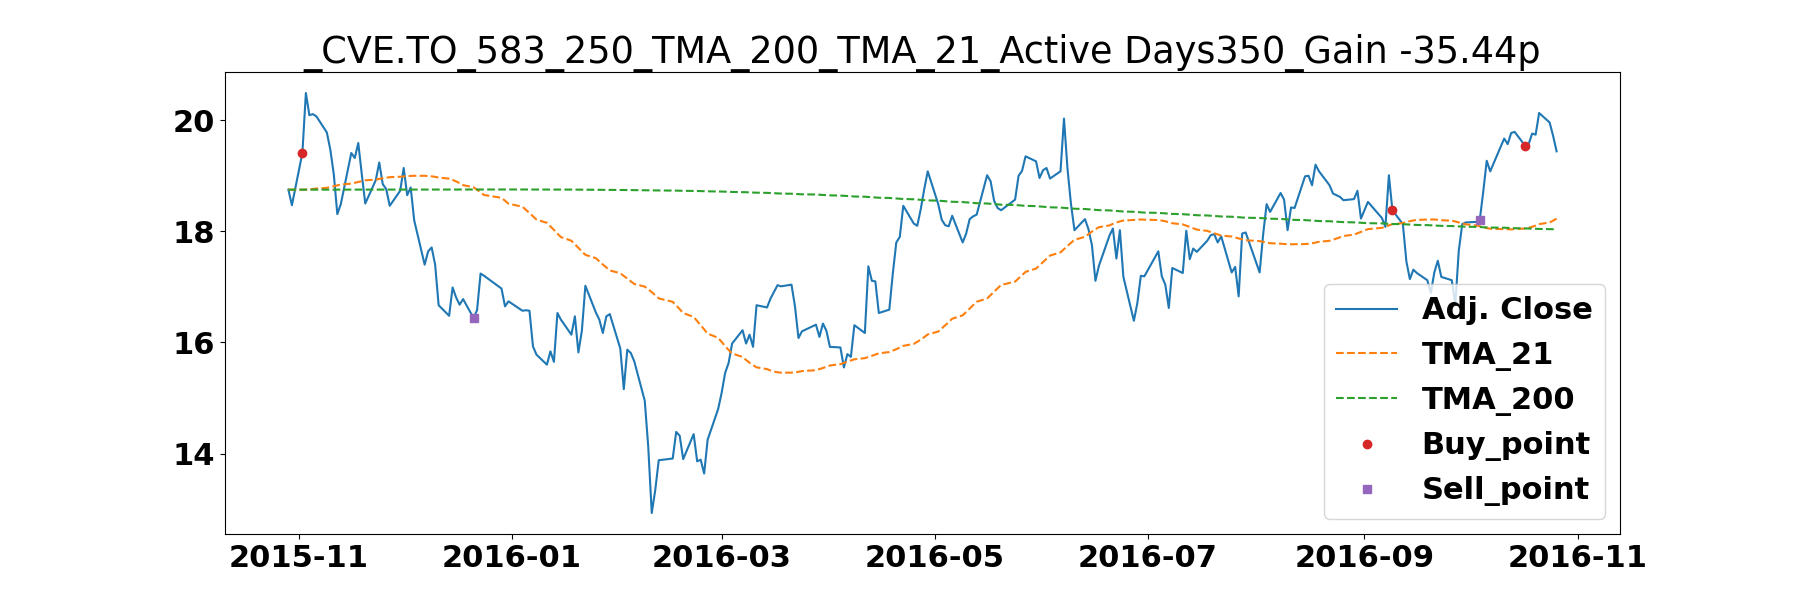 _CVE.TO_583_250_TMA_200_TMA_21_Active Days350_Gain -35.44p
20
18
16
14
Adj. Close
TMA_21
TMA_200
Buy_point
Sell_point
2015-11 2016-01 2016-03 2016-05 2016-07 2016-09 2016-11